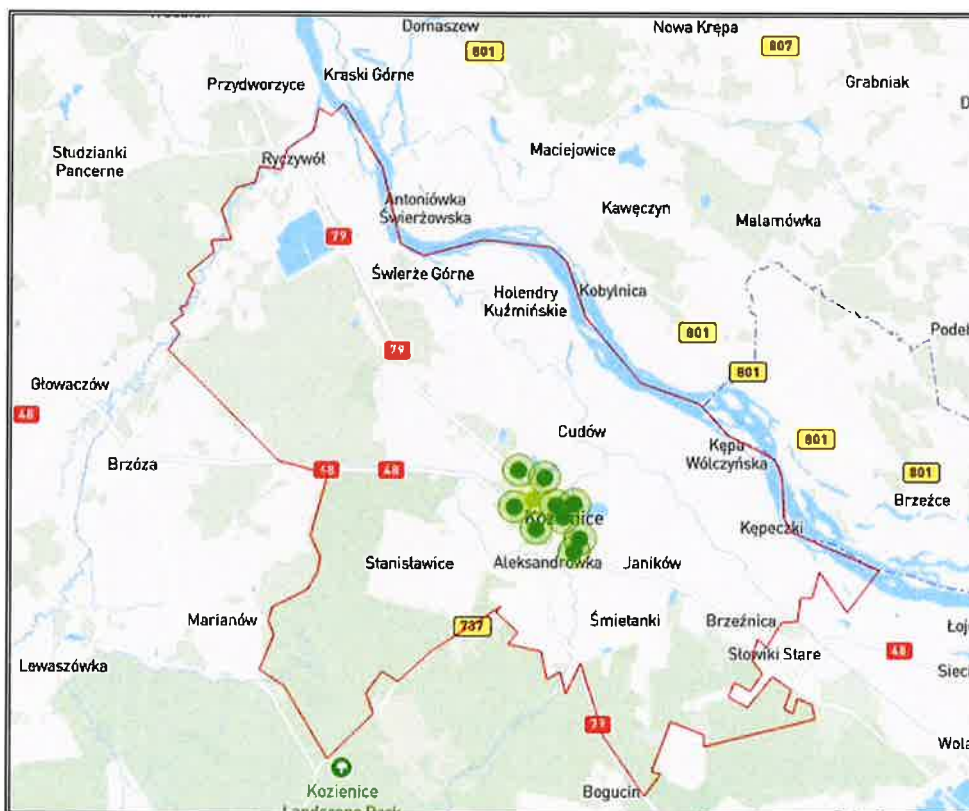 Domaszew
Nowa Krępa
801
807
Kraski Górne
Przydworzyce
Grabniak
Studzianki
Pancerne
Ryczywół
Maciejowice
Antoniówka
Świerżowska
Kawęczyn
Malamówka
79
Świerże Górne
Holendry
Kuźmińskie
Kobylnica
801
79
801
Głowaczów
48
Cudów
801
Kępa
Wólczyńska
801
Brzóza
48
48
Brzeźce
Kozienice
Kępeczki
Stanisławice
Aleksandrówka
Janików
Marianów
737
Śmietanki
Brzeźnica
Słowiki Stare
48
Lewaszówka
79
Kozienice
Bogucin